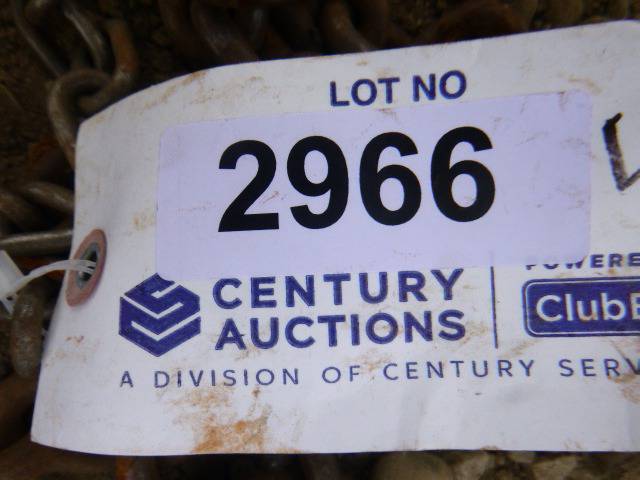 LOT NO
2966
CENTURY
AUCTIONS
A DIVISION OF CENTURY